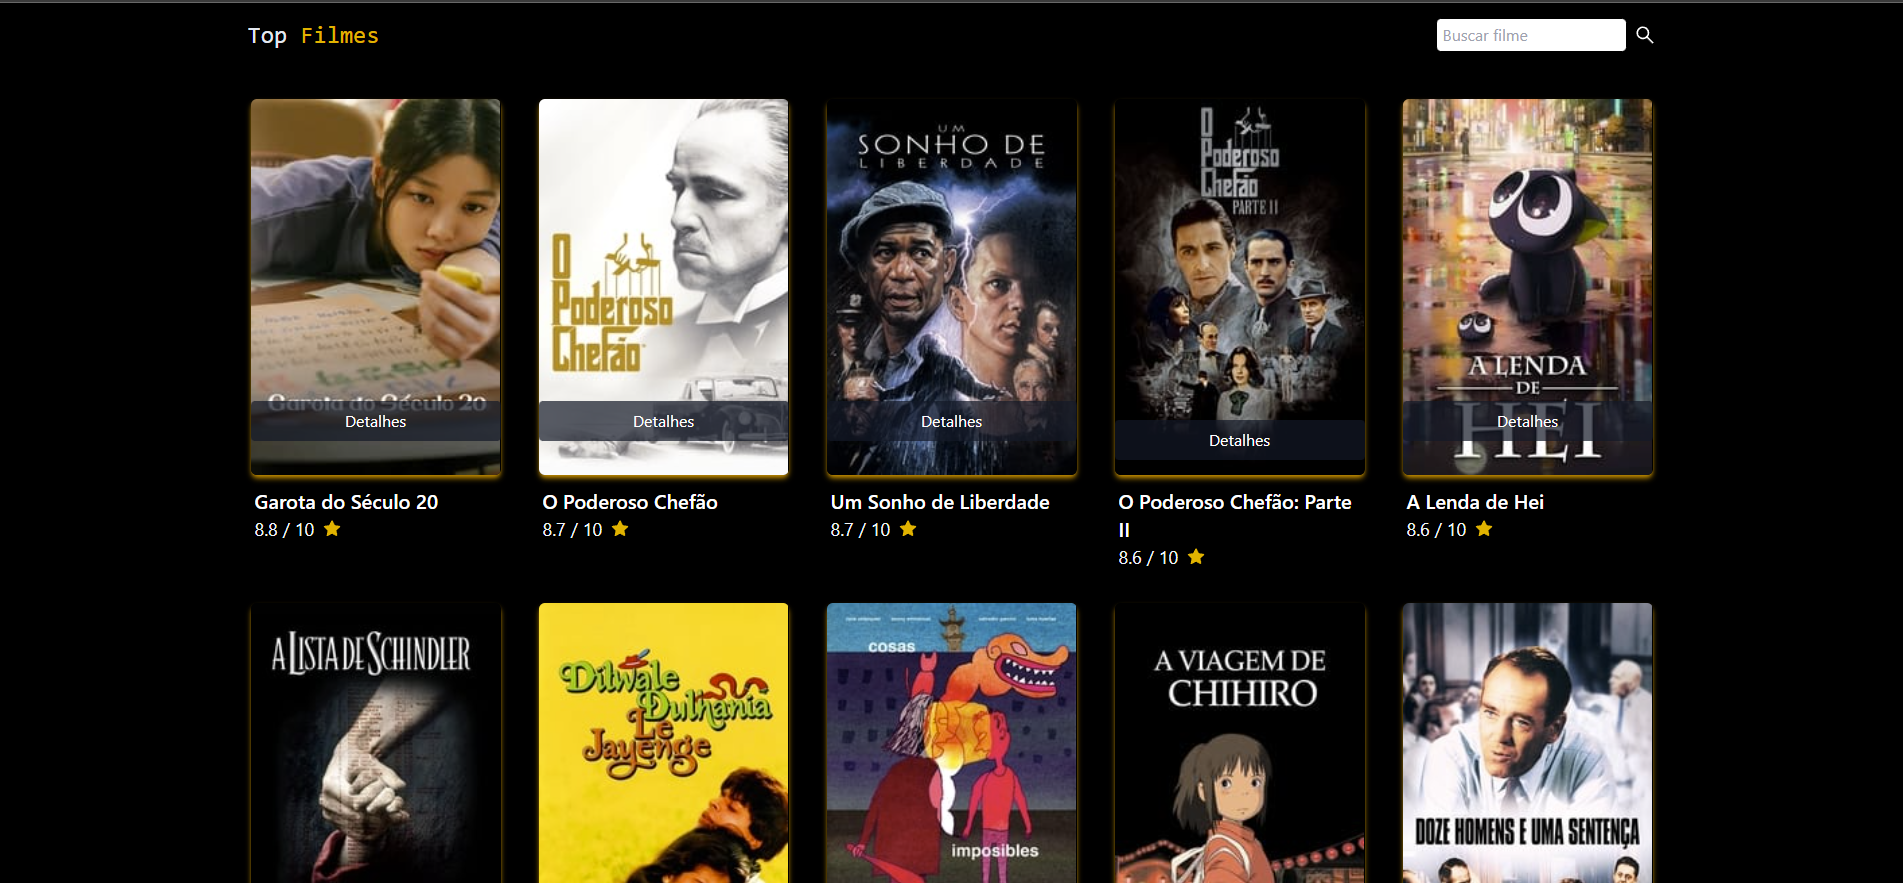 Top Filmes
Buscar filme
UM
SONHO DE
LIBERDADE
O
Poderoso
Chefão
PARTE II
O
Poderoso
Chefão
A LENDA
DE
HEI
Garota do Século 20
Detalhes
Detalhes
Detalhes
Detalhes
Detalhes
Garota do Século 20
8.8 / 10
O Poderoso Chefão
8.7 / 10
Um Sonho de Liberdade
8.7 / 10
O Poderoso Chefão: Parte
II
8.6 / 10
A Lenda de Hei
8.6 / 10
A LISTA DE SCHINDLER
Dilwale
Dulhania
Le
Jayenge
cosas
imposibles
A VIAGEM DE
CHIHIRO
DOZE HOMENS E UMA SENTENÇA